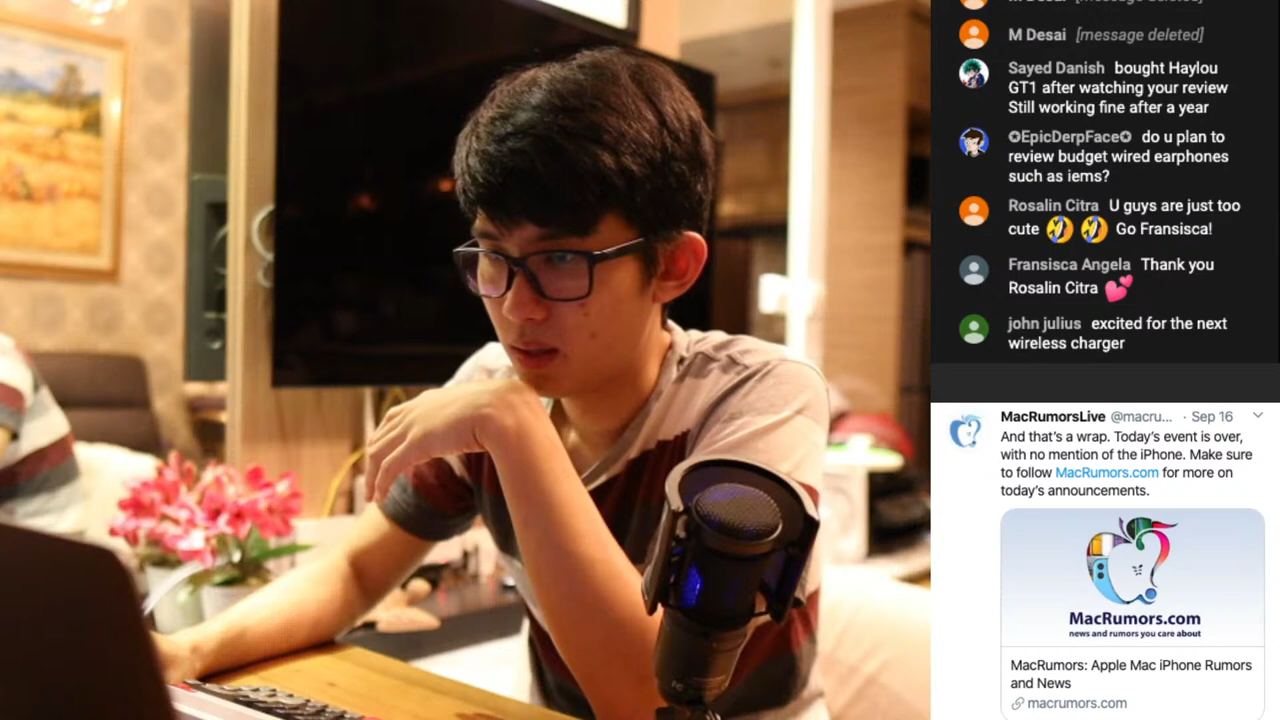 M Desai [message deleted]
M Desai [message deleted]
Sayed Danish bought Haylou
GT1 after watching your review
Still working fine after a year
✪EpicDerpFace✪ do u plan to
review budget wired earphones
such as iems?
Rosalin Citra U guys are just too
cute 🤣 🤣 Go Fransisca!
Fransisca Angela Thank you
Rosalin Citra 💕
john julius excited for the next
wireless charger
MacRumorsLive @macru... · Sep 16
And that's a wrap. Today's event is over,
with no mention of the iPhone. Make sure
to follow MacRumors.com for more on
today's announcements.
MacRumors.com
news and rumors you care about
MacRumors: Apple Mac iPhone Rumors
and News
macrumors.com